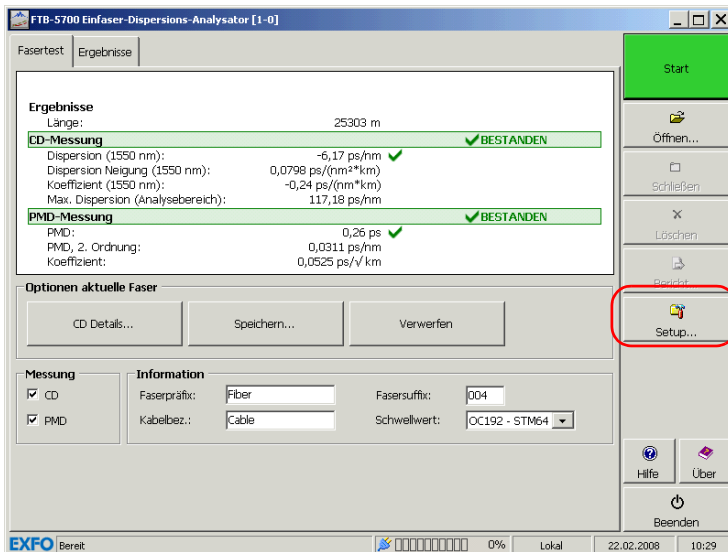 FTB-5700 Einfaser-Dispersions-Analysator [1-0]
Fasertest
Ergebnisse
Ergebnisse
Länge: 25303 m
CD-Messung BESTANDEN
Dispersion (1550 nm): -6,17 ps/nm
Dispersion Neigung (1550 nm): 0,0798 ps/(nm²*km)
Koeffizient (1550 nm): -0,24 ps/(nm*km)
Max. Dispersion (Analysebereich): 117,18 ps/nm
PMD-Messung BESTANDEN
PMD: 0,26 ps
PMD, 2. Ordnung: 0,0311 ps/nm
Koeffizient: 0,0525 ps/√km
Optionen aktuelle Faser
CD Details...
Speichern...
Verwerfen
Messung
CD
PMD
Information
Faserpräfix: Fiber
Fasersuffix: 004
Kabelbez.: Cable
Schwellwert: OC192 - STM64
Start
Öffnen...
Schließen
Löschen
Bericht...
Setup...
Hilfe
Über
Beenden
EXFO Bereit
0%
Lokal
22.02.2008
10:29